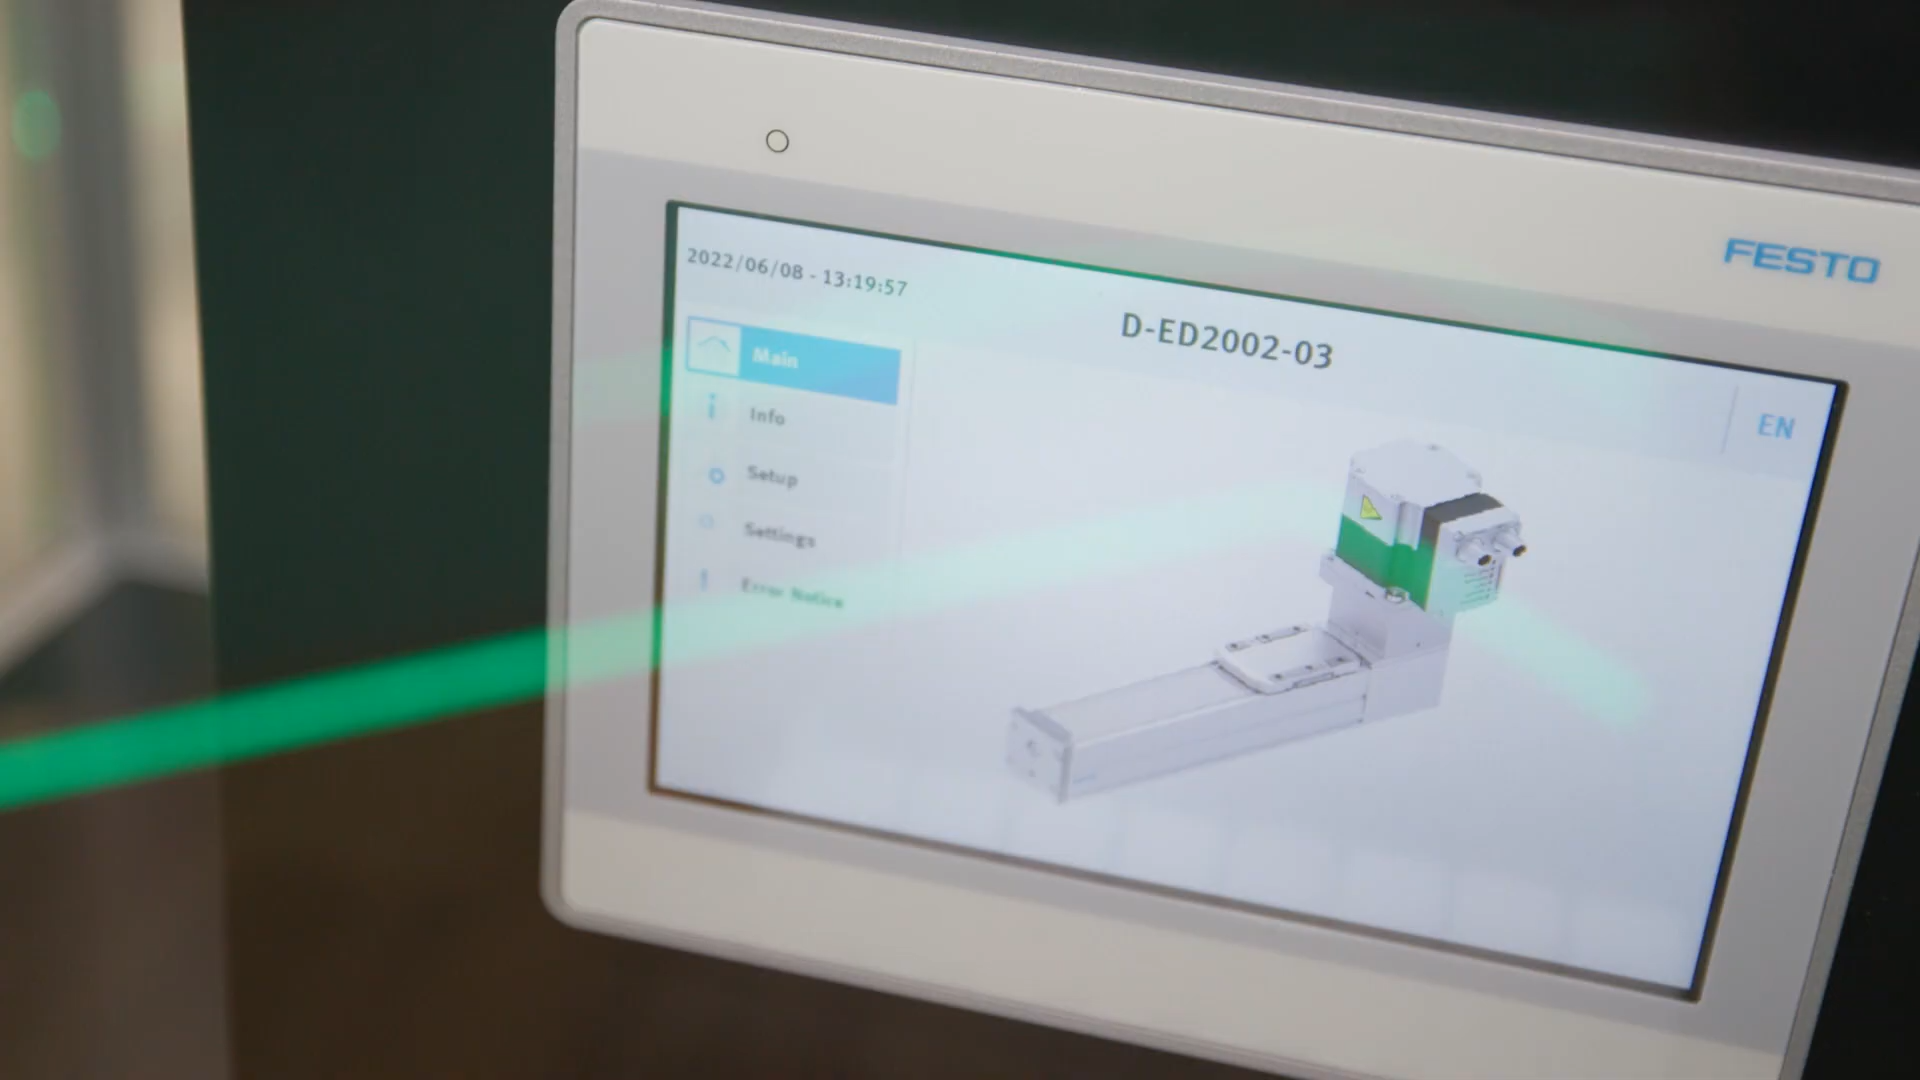 FESTO
2022/06/08 - 13:19:57
D-ED2002-03
EN
Main
Info
Setup
Settings
Error Notice